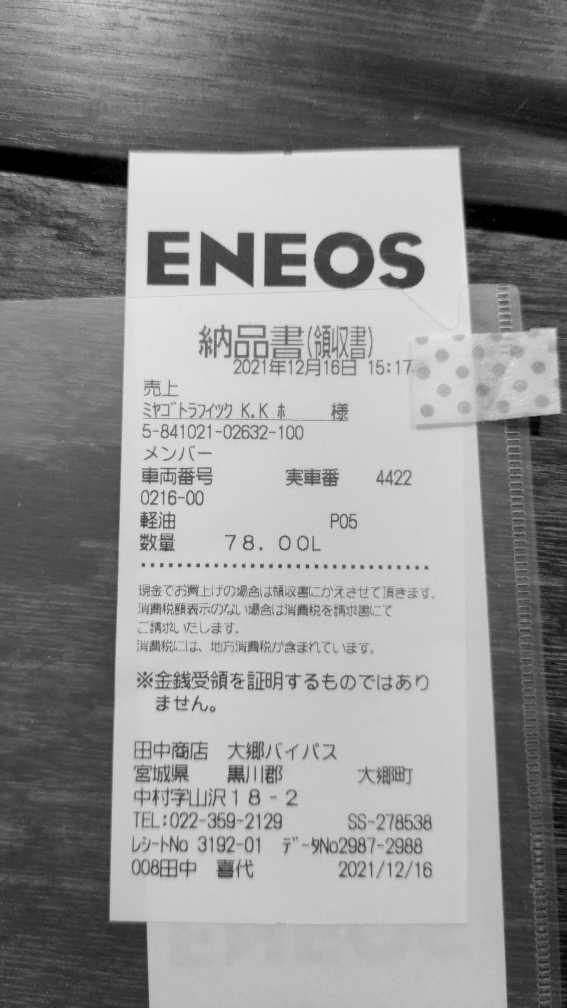 ENEOS
納品書(領収書)
2021年12月16日 15:17
売上
ミヤゴトラフイツク K.K ホ 様
5-841021-02632-100
メンバー
車両番号 実車番 4422
0216-00
軽油 P05
数量 78.00L
現金でお買上げの場合は領収書にかえさせて頂きます。
消費税額表示のない場合は消費税を請求書にて
ご請求いたします。
消費税には、地方消費税が含まれています。
※金銭受領を証明するものではあり
ません。
田中商店 大郷バイパス
宮城県 黒川郡 大郷町
中村字山沢18-2
TEL:022-359-2129 SS-278538
レシートNo 3192-01 データNo2987-2988
008田中 喜代 2021/12/16
ENEOS